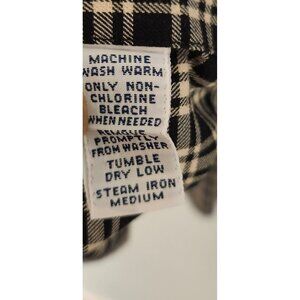 MACHINE
WASH WARM
ONLY NON-
CHLORINE
BLEACH
WHEN NEEDED
REMOVE
PROMPTLY
FROM WASHER
TUMBLE
DRY LOW
STEAM IRON
MEDIUM